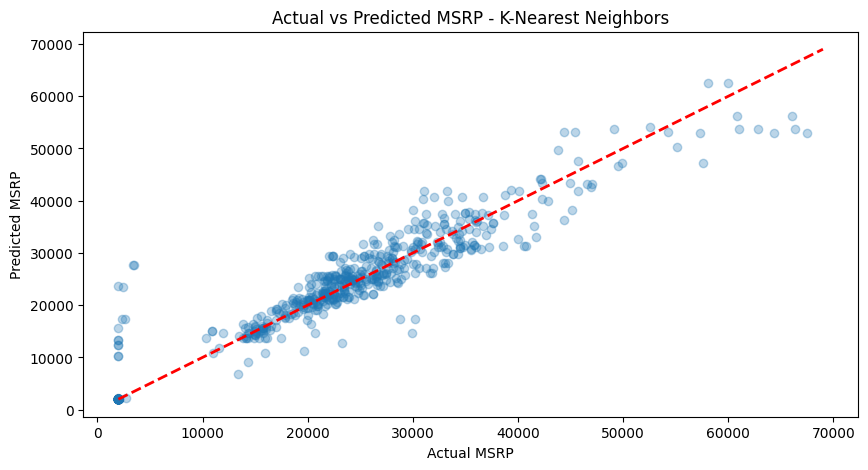 Actual vs Predicted MSRP - K-Nearest Neighbors
70000
60000
50000
40000
30000
20000
10000
0
Predicted MSRP
0 10000 20000 30000 40000 50000 60000 70000
Actual MSRP